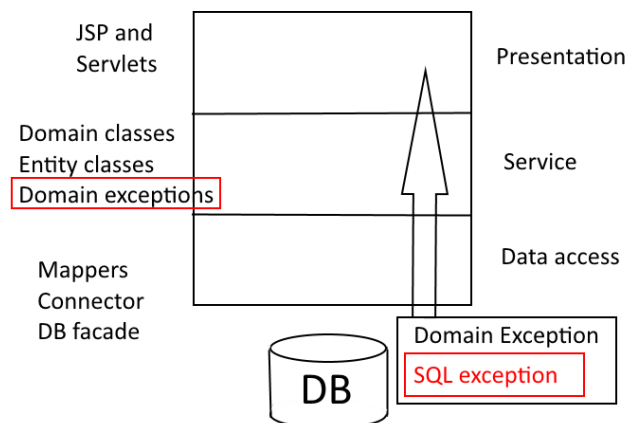 JSP and
Servlets
Presentation
Domain classes
Entity classes
Domain exceptions
Service
Mappers
Connector
DB facade
Data access
Domain Exception
SQL exception
DB